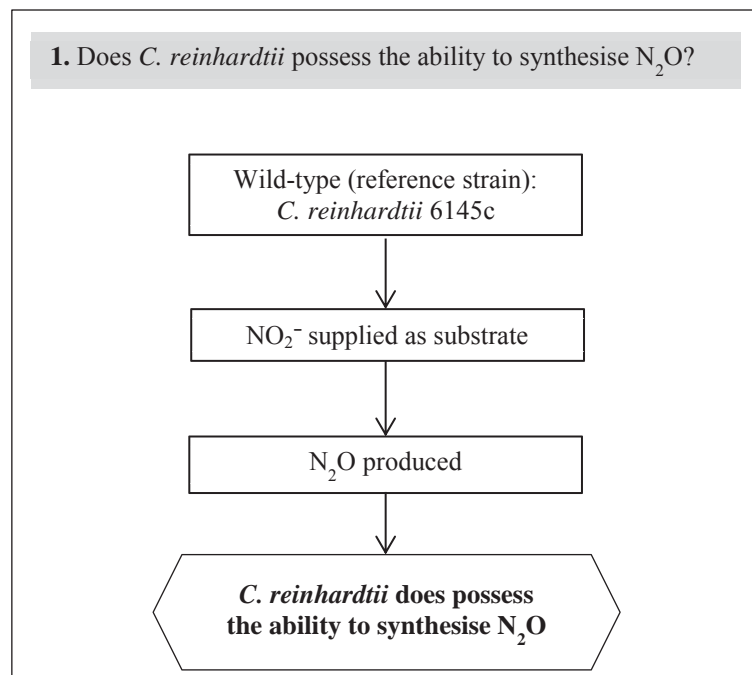 1. Does C. reinhardtii possess the ability to synthesise N₂O?
Wild-type (reference strain):
C. reinhardtii 6145c
NO₂⁻ supplied as substrate
N₂O produced
C. reinhardtii does possess
the ability to synthesise N₂O